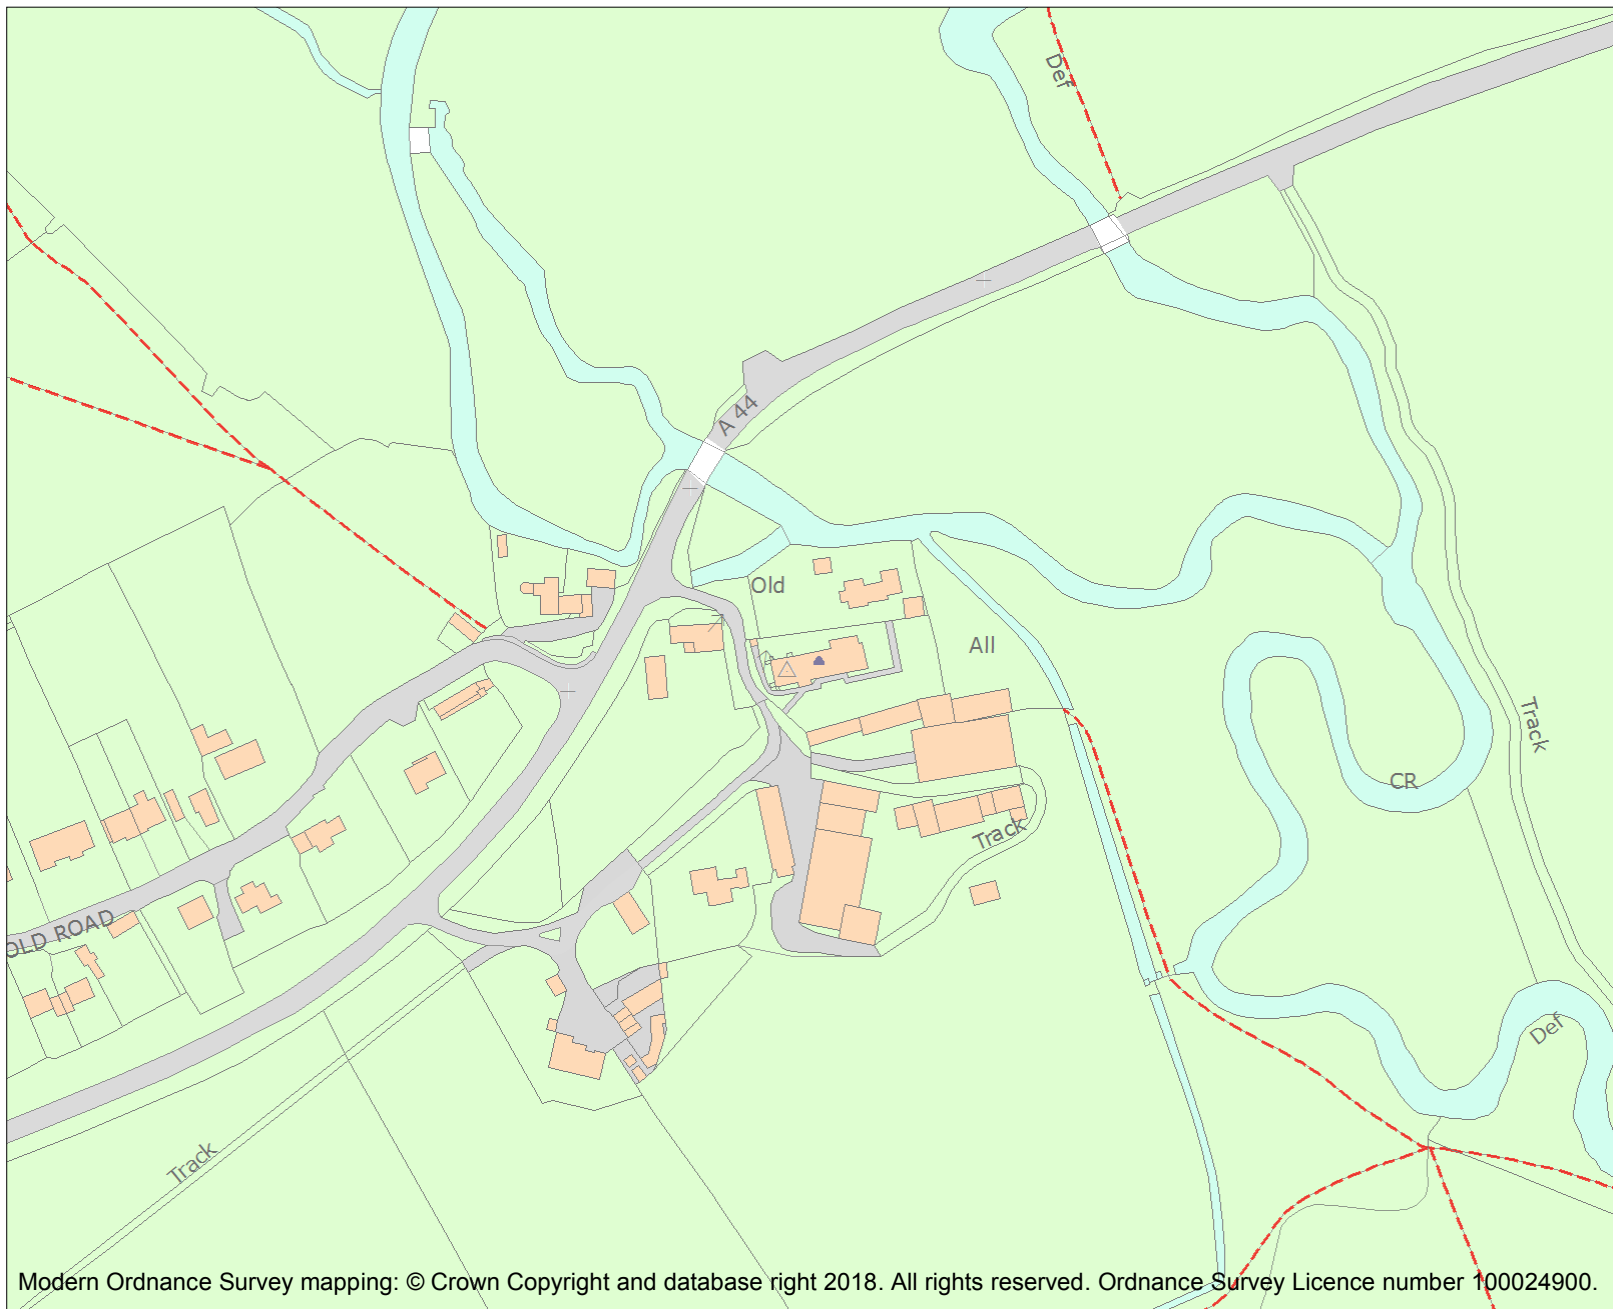 Def
A 44
Old
All
Track
CR
Track
OLD ROAD
Def
Track
Modern Ordnance Survey mapping: © Crown Copyright and database right 2018. All rights reserved. Ordnance Survey Licence number 100024900.